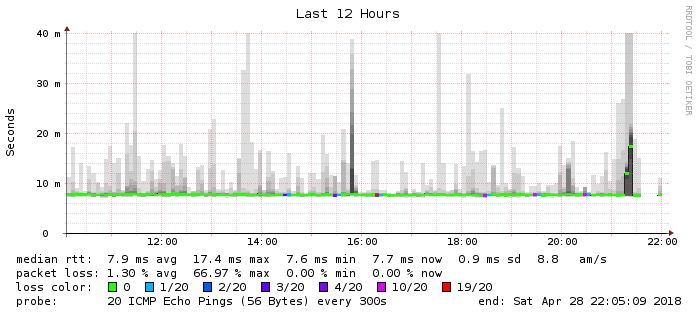 Last 12 Hours
RRDTOOL / TOBI OETIKER
Seconds
40 m
30 m
20 m
10 m
0
12:00 14:00 16:00 18:00 20:00 22:00
median rtt: 7.9 ms avg 17.4 ms max 7.6 ms min 7.7 ms now 0.9 ms sd 8.8 am/s
packet loss: 1.30 % avg 66.97 % max 0.00 % min 0.00 % now
loss color: 0 1/20 2/20 3/20 4/20 10/20 19/20
probe: 20 ICMP Echo Pings (56 Bytes) every 300s end: Sat Apr 28 22:05:09 2018